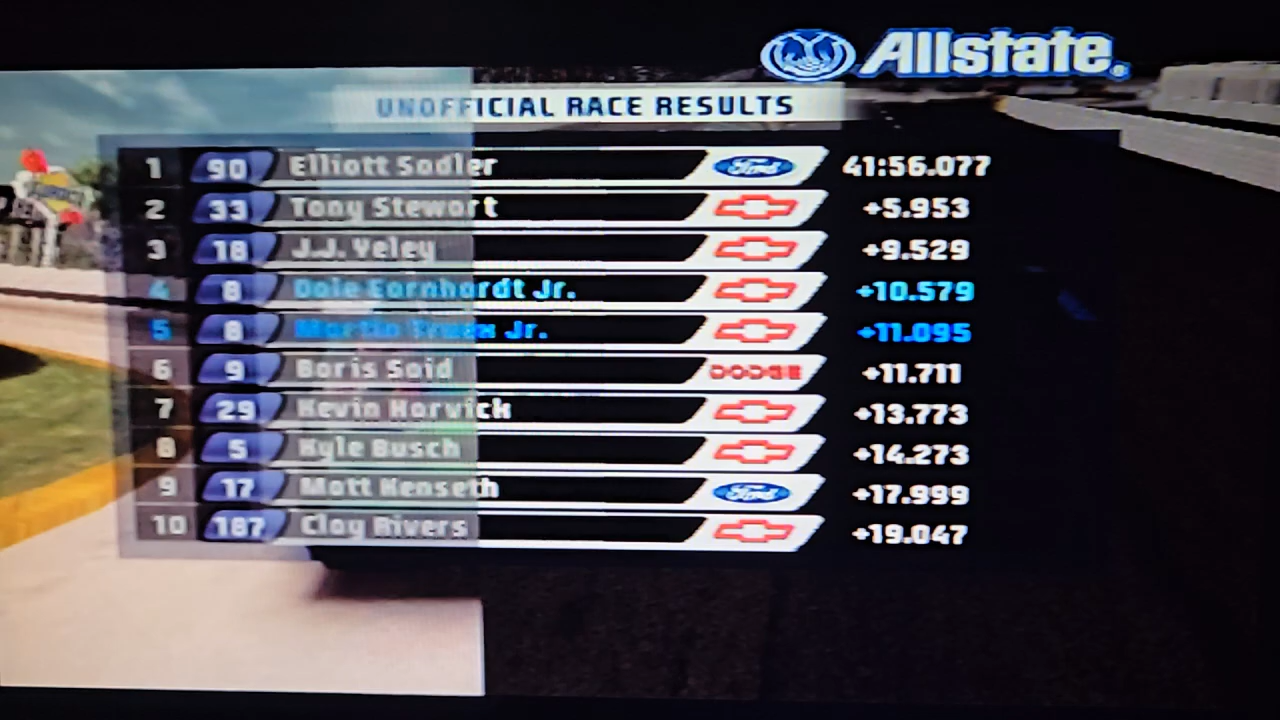 Allstate®
UNOFFICIAL RACE RESULTS
1 90 Elliott Sadler Ford 41:56.077
2 33 Tony Stewart +5.953
3 18 J.J. Yeley +9.529
4 8 Dale Earnhardt Jr. +10.579
5 8 Martin Truex Jr. +11.095
6 9 Boris Said DODGE +11.711
7 29 Kevin Harvick +13.773
8 5 Kyle Busch +14.273
9 17 Matt Kenseth Ford +17.999
10 187 Clay Rivers +19.047